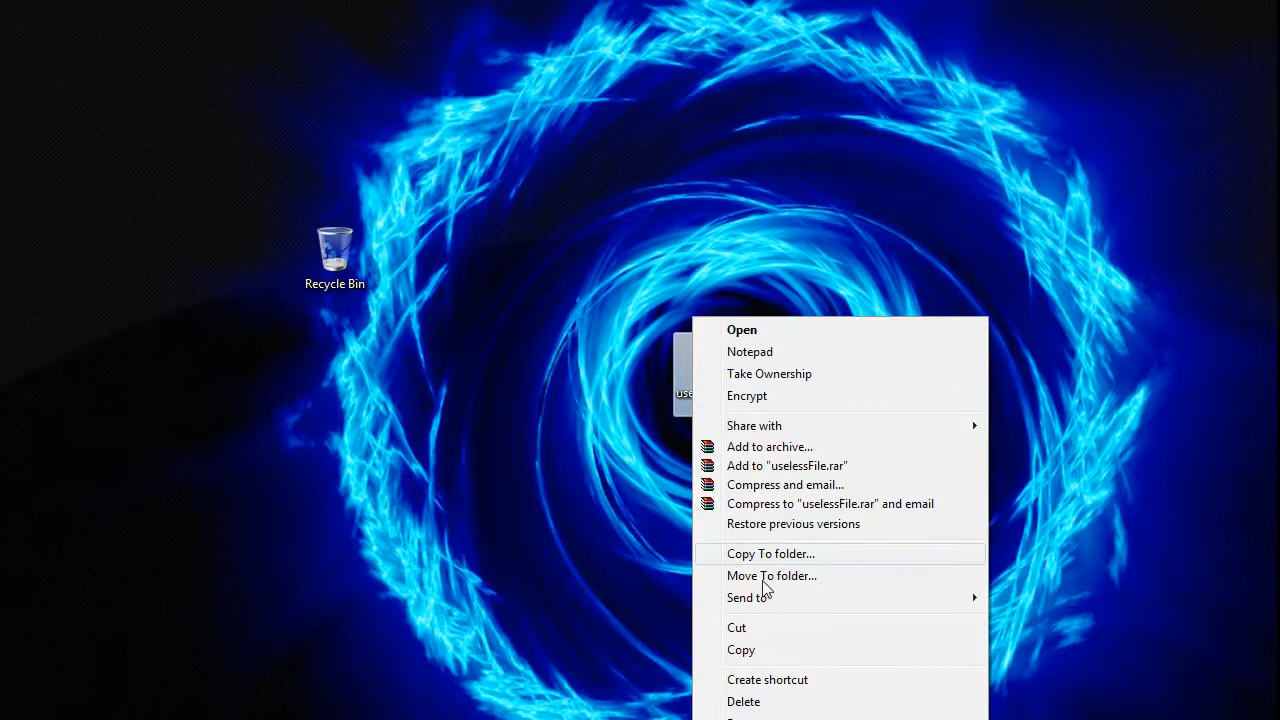 Recycle Bin
Open
Notepad
Take Ownership
Encrypt
Share with
Add to archive...
Add to "uselessFile.rar"
Compress and email...
Compress to "uselessFile.rar" and email
Restore previous versions
Copy To folder...
Move To folder...
Send to
Cut
Copy
Create shortcut
Delete